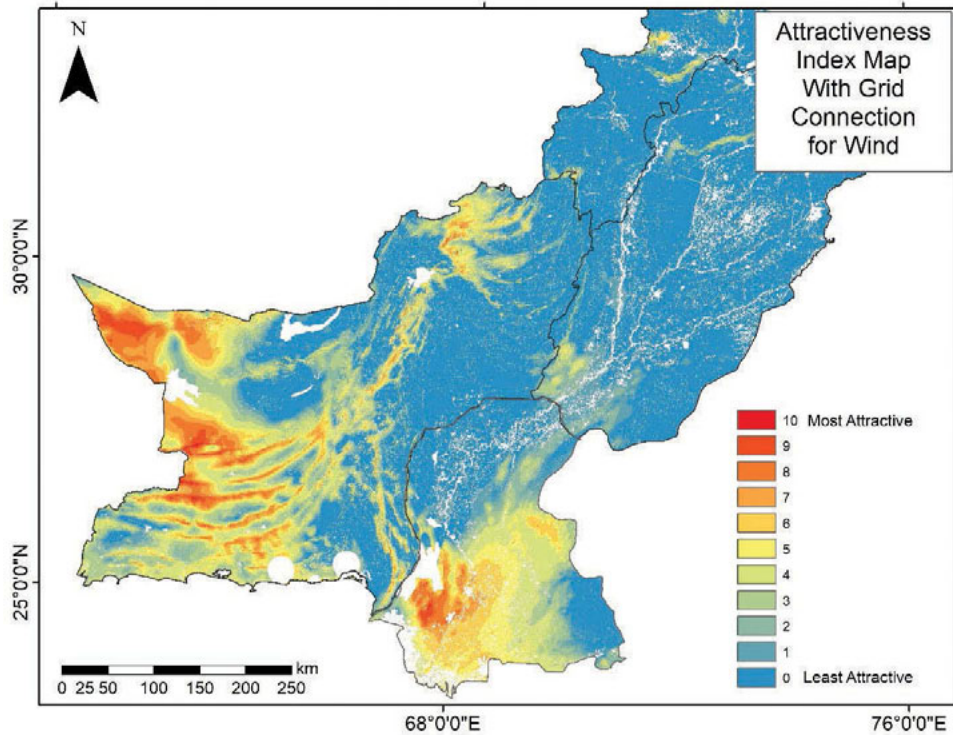 N
Attractiveness
Index Map
With Grid
Connection
for Wind
30°0'0"N
25°0'0"N
10 Most Attractive
9
8
7
6
5
4
3
2
1
0 Least Attractive
km
0 25 50 100 150 200 250
68°0'0"E
76°0'0"E